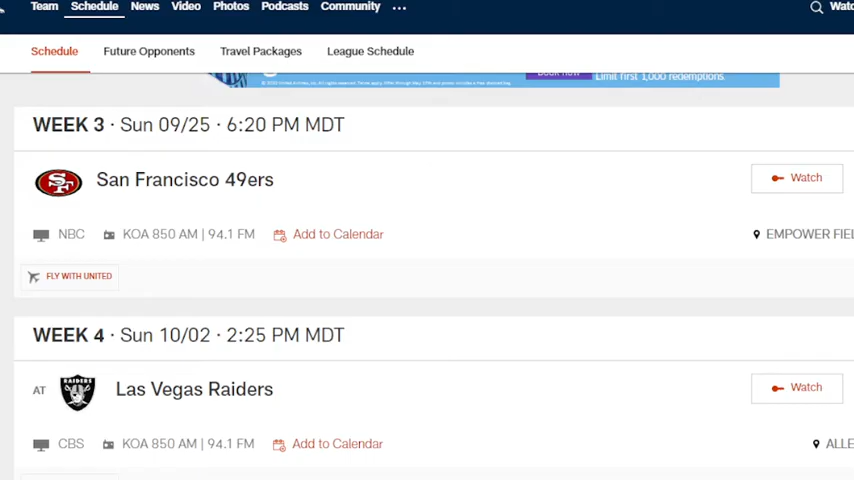 Team Schedule News Video Photos Podcasts Community ...
Schedule Future Opponents Travel Packages League Schedule
Book now Limit first 1,000 redemptions.
WEEK 3 · Sun 09/25 · 6:20 PM MDT
San Francisco 49ers
Watch
NBC KOA 850 AM | 94.1 FM Add to Calendar
EMPOWER FIEL
FLY WITH UNITED
WEEK 4 · Sun 10/02 · 2:25 PM MDT
AT RAIDERS Las Vegas Raiders
Watch
CBS KOA 850 AM | 94.1 FM Add to Calendar
ALLE